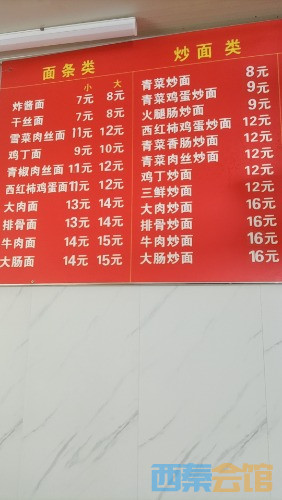 面条类
小 大
炸酱面 7元 8元
干丝面 7元 8元
雪菜肉丝面 11元 12元
鸡丁面 9元 10元
青椒肉丝面 11元 12元
西红柿鸡蛋面 11元 12元
大肉面 13元 14元
排骨面 13元 14元
牛肉面 14元 15元
大肠面 14元 15元
炒面类
青菜炒面 8元
青菜鸡蛋炒面 9元
火腿肠炒面 9元
西红柿鸡蛋炒面 12元
青菜香肠炒面 12元
青菜肉丝炒面 12元
鸡丁炒面 12元
三鲜炒面 12元
大肉炒面 16元
排骨炒面 16元
牛肉炒面 16元
大肠炒面 16元
西秦会馆